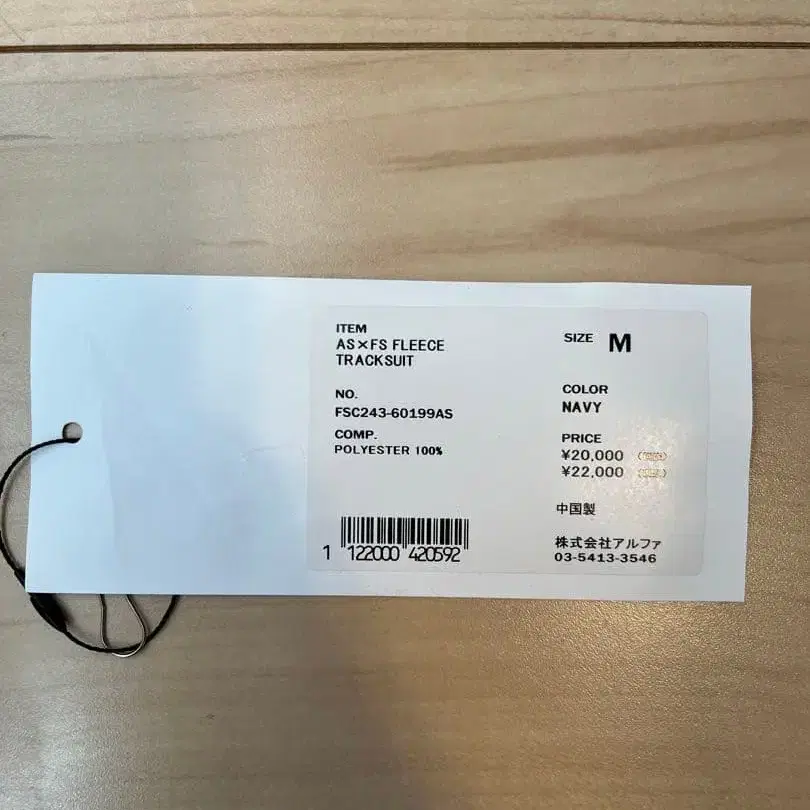 ITEM
AS×FS FLEECE
TRACKSUIT
NO.
FSC243-60199AS
COMP.
POLYESTER 100%
SIZE M
COLOR
NAVY
PRICE
¥20,000
¥22,000
中国製
株式会社アルファ
03-5413-3546
1 122000 420592